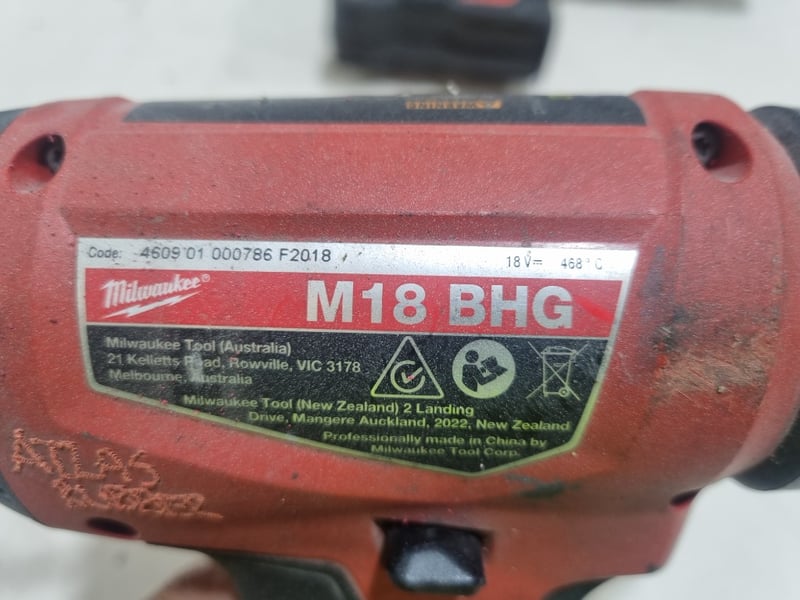 WARNING
Code: 4609 01 000786 F2018
18 V⎓ 468° C
Milwaukee®
M18 BHG
Milwaukee Tool (Australia)
21 Kelletts Road, Rowville, VIC 3178
Melbourne, Australia
Milwaukee Tool (New Zealand) 2 Landing
Drive, Mangere Auckland, 2022, New Zealand
Professionally made in China by
Milwaukee Tool Corp.
ATLAS